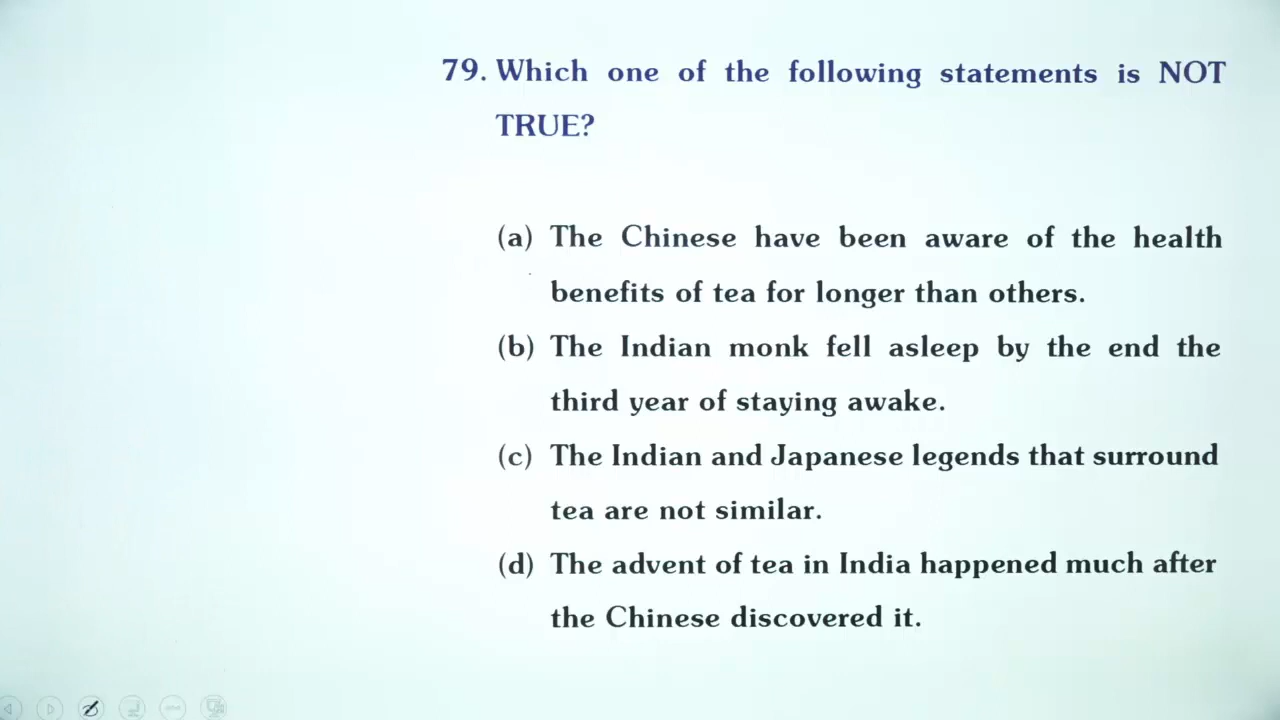 79. Which one of the following statements is NOT
TRUE?
(a) The Chinese have been aware of the health
benefits of tea for longer than others.
(b) The Indian monk fell asleep by the end the
third year of staying awake.
(c) The Indian and Japanese legends that surround
tea are not similar.
(d) The advent of tea in India happened much after
the Chinese discovered it.